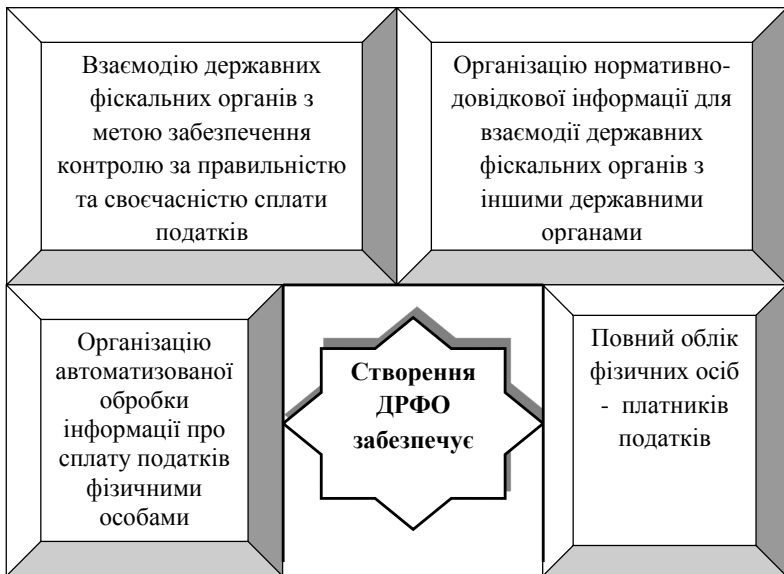 Взаємодію державних
фіскальних органів з
метою забезпечення
контролю за правильністю
та своєчасністю сплати
податків
Організацію нормативно-
довідкової інформації для
взаємодії державних
фіскальних органів з
іншими державними
органами
Організацію
автоматизованої
обробки
інформації про
сплату податків
фізичними
особами
Створення
ДРФО
забезпечує
Повний облік
фізичних осіб
- платників
податків